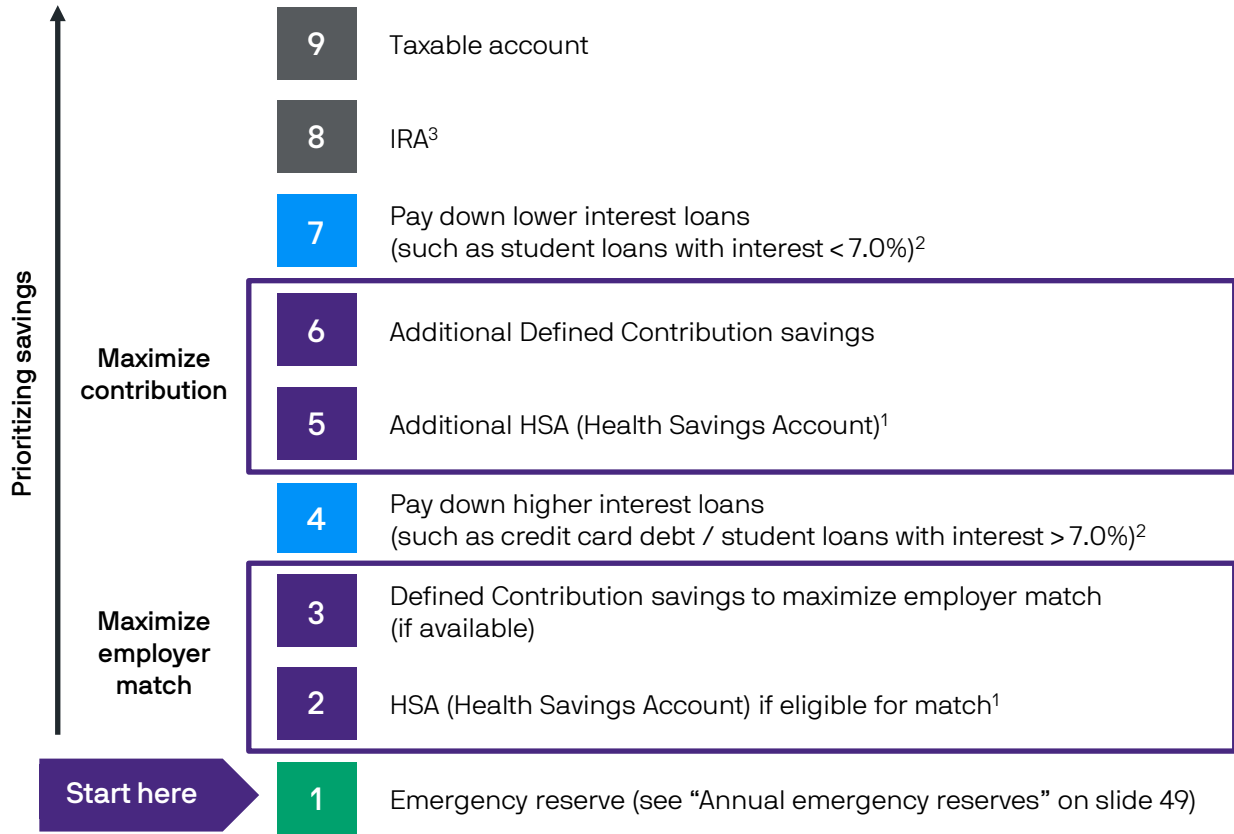 9
Taxable account
8
IRA³
7
Pay down lower interest loans
(such as student loans with interest < 7.0%)²
Prioritizing savings
Maximize
contribution
6
Additional Defined Contribution savings
5
Additional HSA (Health Savings Account)¹
4
Pay down higher interest loans
(such as credit card debt / student loans with interest > 7.0%)²
Maximize
employer
match
3
Defined Contribution savings to maximize employer match
(if available)
2
HSA (Health Savings Account) if eligible for match¹
Start here
1
Emergency reserve (see “Annual emergency reserves” on slide 49)